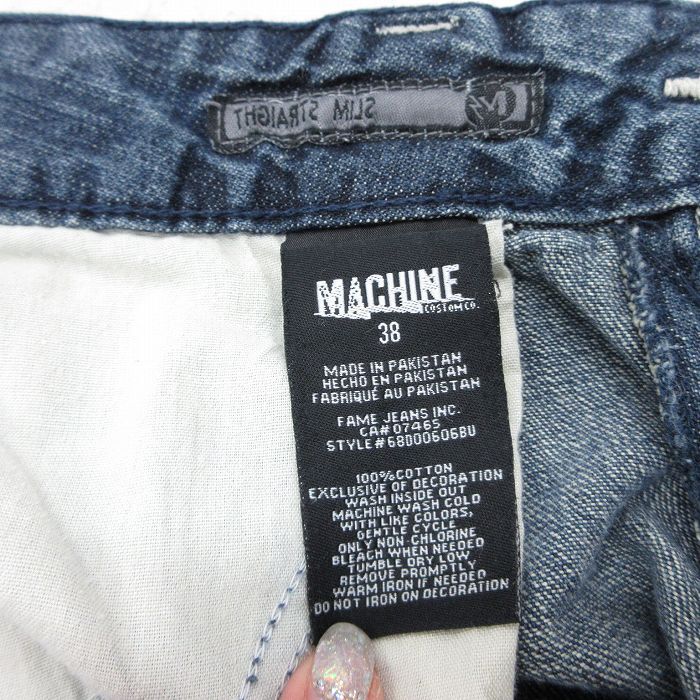 SLIM STRAIGHT
MACHINE
CUSTOM CO.
38
MADE IN PAKISTAN
HECHO EN PAKISTAN
FABRIQUÉ AU PAKISTAN
FAME JEANS INC.
CA#07465
STYLE#68D00606BU
100%COTTON
EXCLUSIVE OF DECORATION
WASH INSIDE OUT
MACHINE WASH COLD
WITH LIKE COLORS,
GENTLE CYCLE
ONLY NON-CHLORINE
BLEACH WHEN NEEDED
TUMBLE DRY LOW
REMOVE PROMPTLY
WARM IRON IF NEEDED
DO NOT IRON ON DECORATION